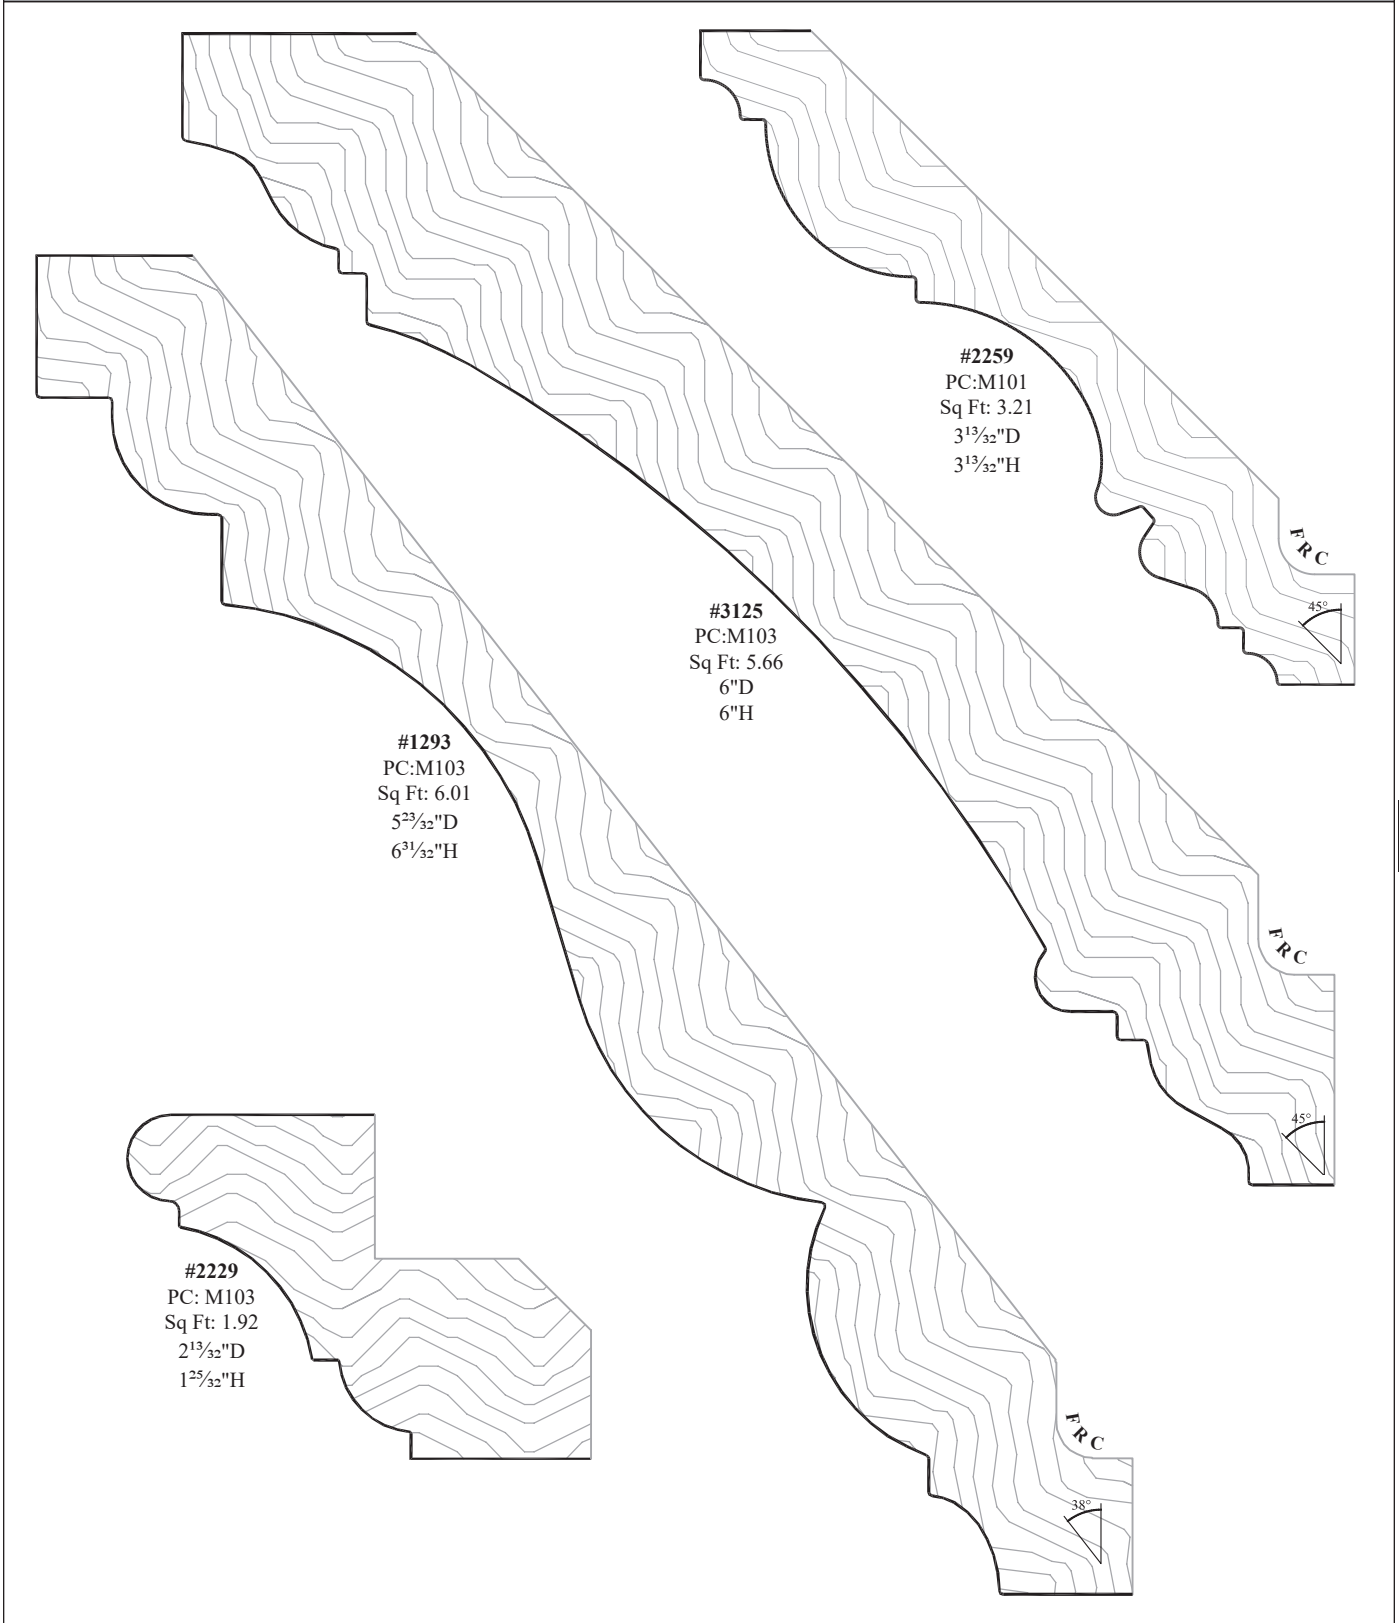 #2259
PC:M101
Sq Ft: 3.21
3¹³⁄₃₂"D
3¹³⁄₃₂"H
FRC
45°
#3125
PC:M103
Sq Ft: 5.66
6"D
6"H
FRC
45°
#1293
PC:M103
Sq Ft: 6.01
5²³⁄₃₂"D
6³¹⁄₃₂"H
FRC
38°
#2229
PC: M103
Sq Ft: 1.92
2¹³⁄₃₂"D
1²⁵⁄₃₂"H